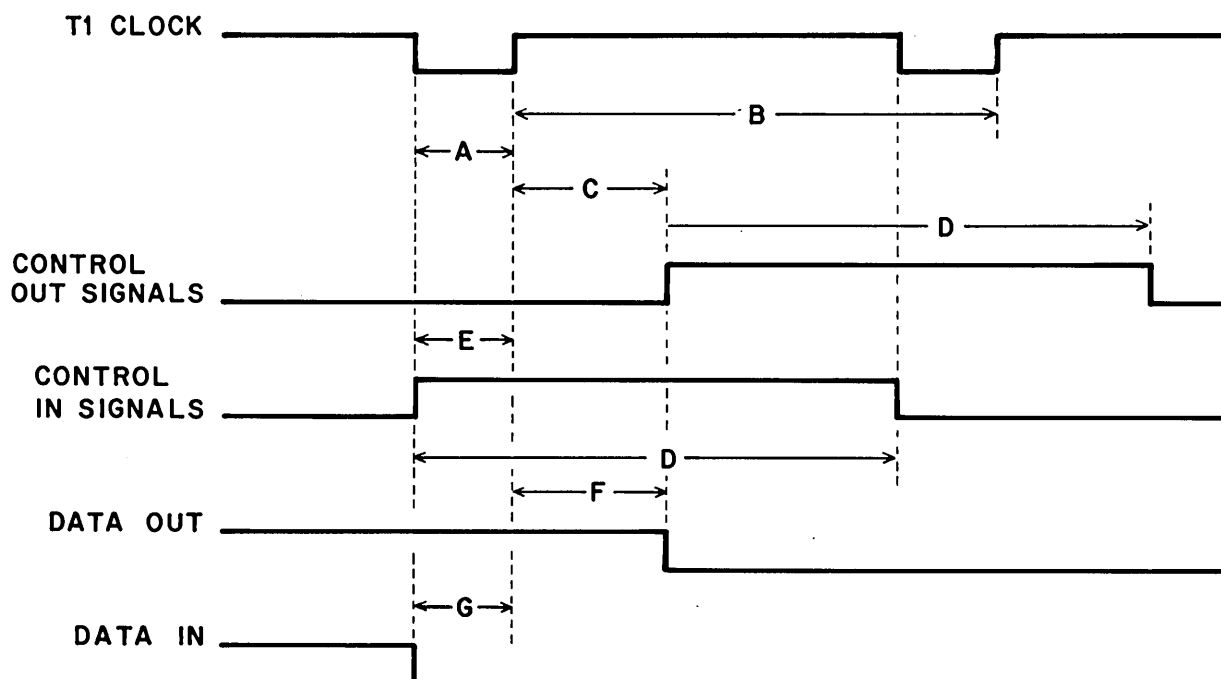 T1 CLOCK
B
A
C
D
CONTROL
OUT SIGNALS
E
CONTROL
IN SIGNALS
D
F
DATA OUT
G
DATA IN